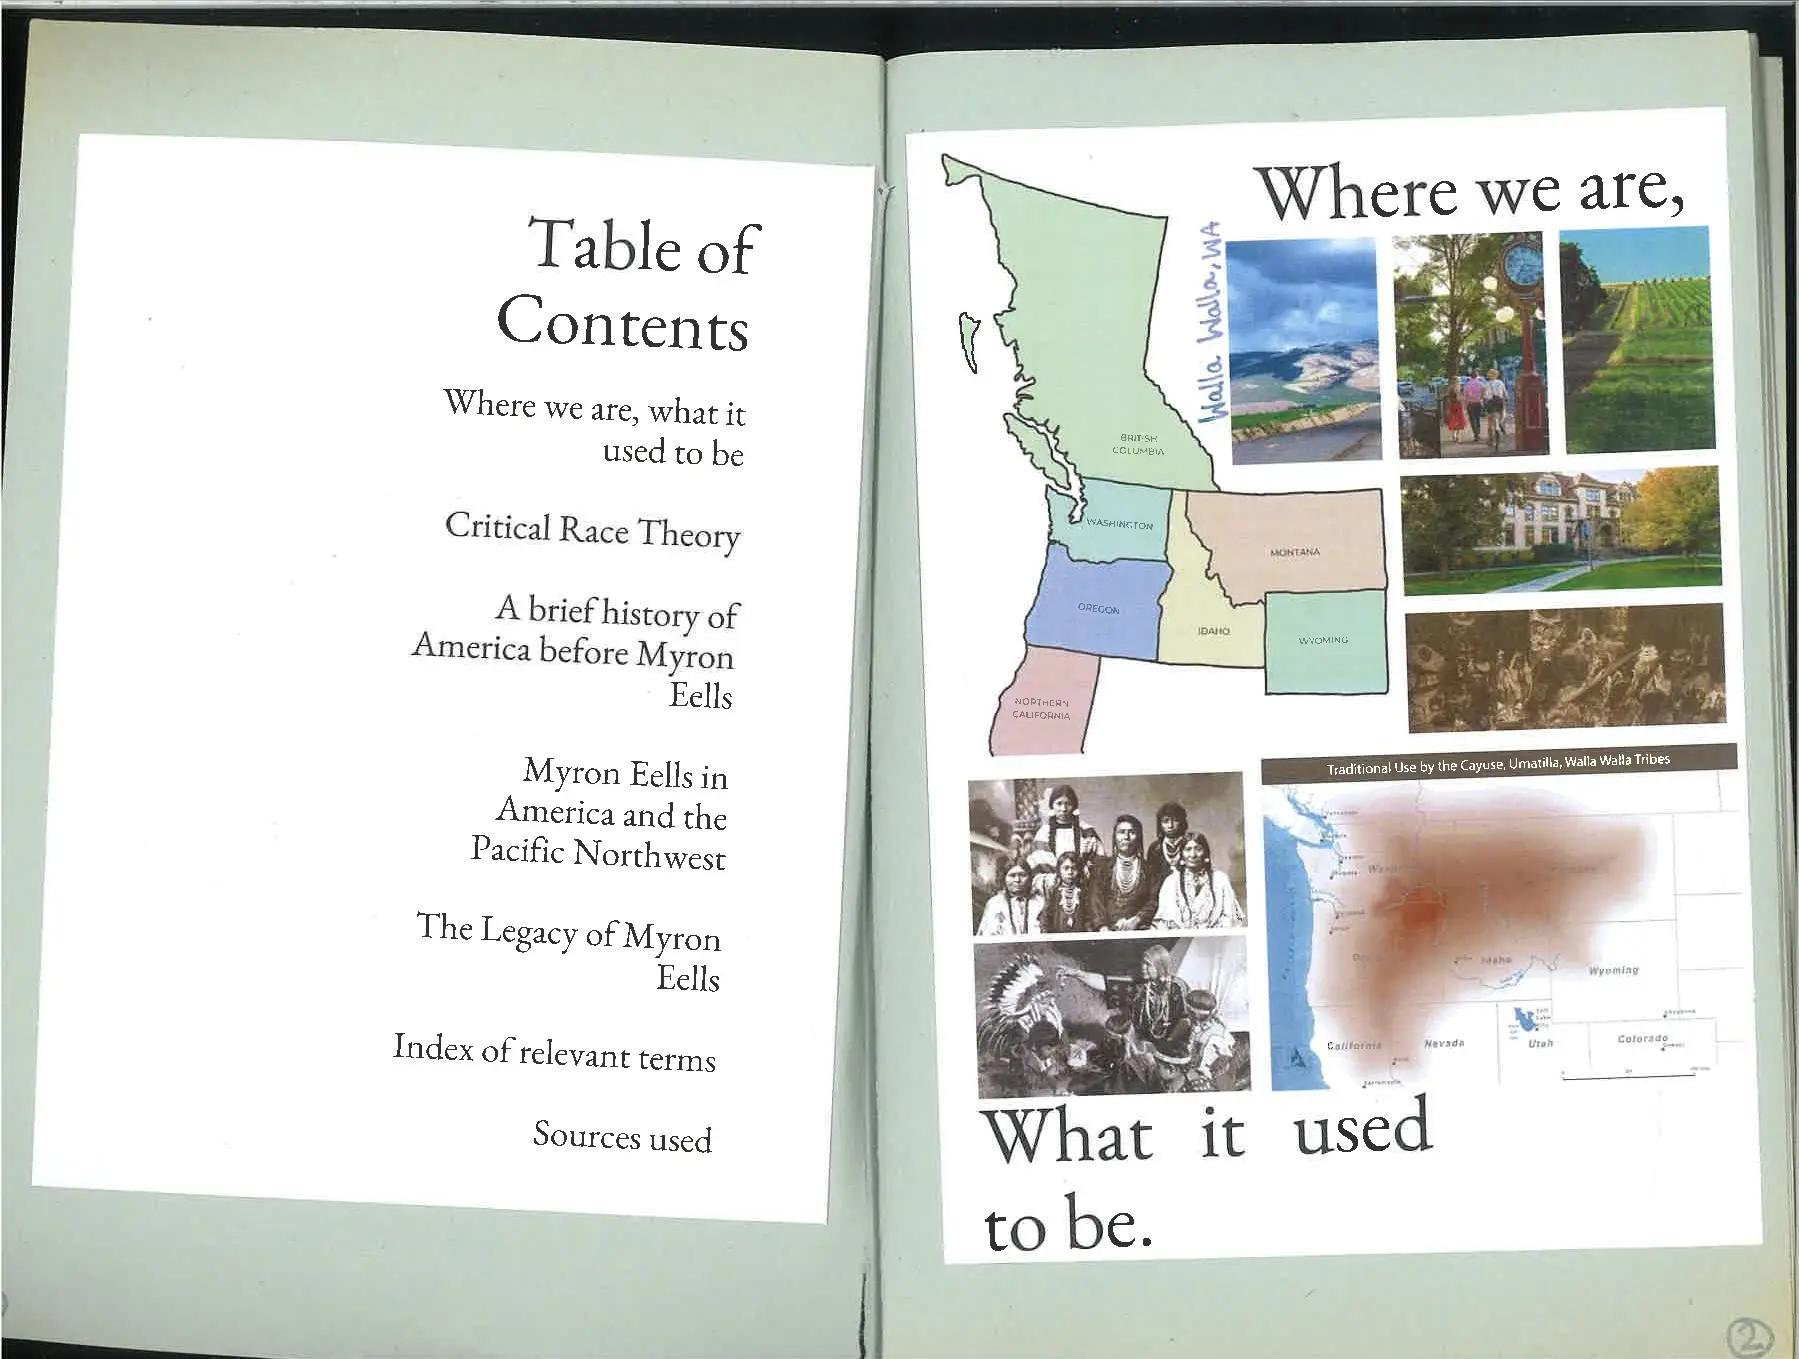 Table of
Contents
Where we are, what it
used to be
Critical Race Theory
A brief history of
America before Myron
Eells
Myron Eells in
America and the
Pacific Northwest
The Legacy of Myron
Eells
Index of relevant terms
Sources used
Where we are,
Walla Walla, WA
BRITISH
COLUMBIA
WASHINGTON
MONTANA
OREGON
IDAHO
WYOMING
NORTHERN
CALIFORNIA
Traditional Use by the Cayuse, Umatilla, Walla Walla Tribes
Idaho
Wyoming
California
Nevada
Utah
Colorado
Cheyenne
Sacramento
What it used
to be.
2